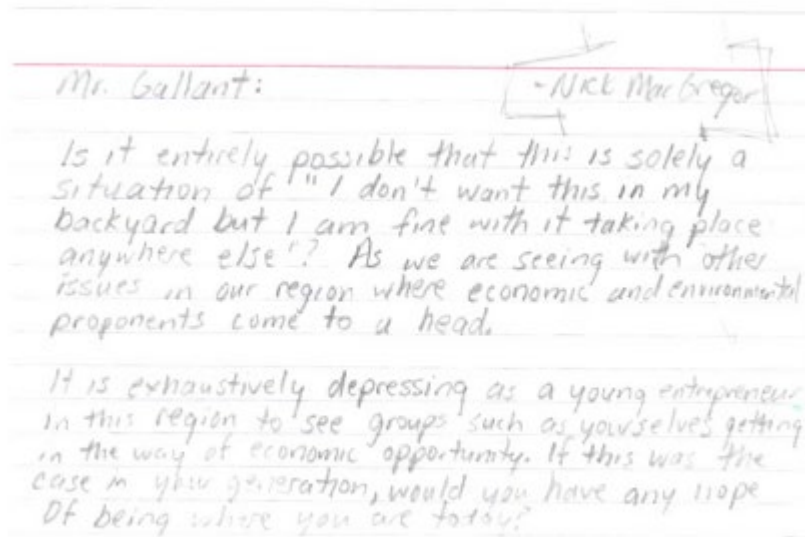 Mr. Gallant: -Nick MacGregor
Is it entirely possible that this is solely a
situation of "I don't want this in my
backyard but I am fine with it taking place
anywhere else"? As we are seeing with other
issues in our region where economic and environmental
proponents come to a head.
It is exhaustively depressing as a young entrepreneur
in this region to see groups such as yourselves getting
in the way of economic opportunity. If this was the
case in your generation, would you have any hope
Of being where you are today?